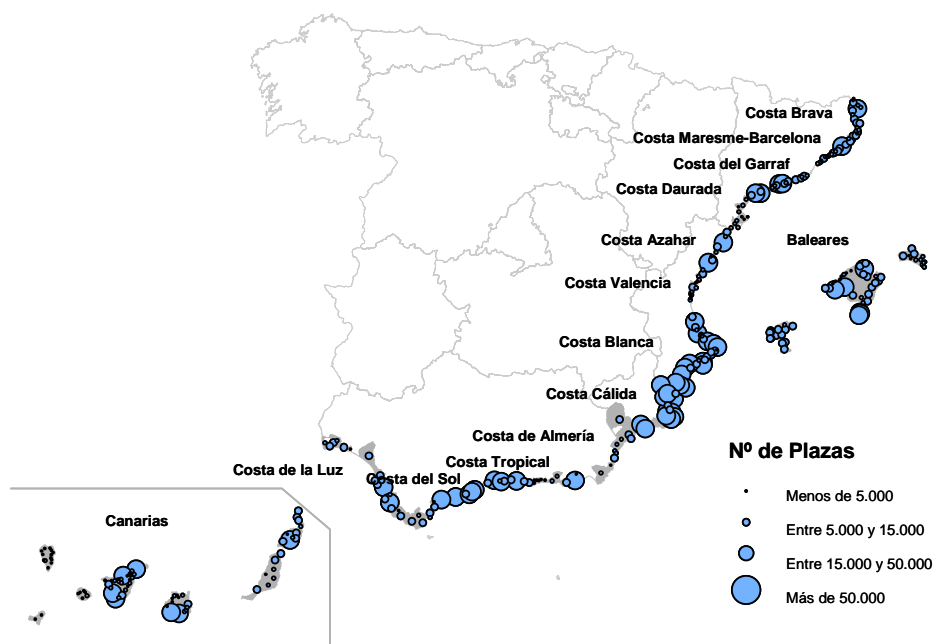 Costa Brava
Costa Maresme-Barcelona
Costa del Garraf
Costa Daurada
Costa Azahar
Baleares
Costa Valencia
Costa Blanca
Costa Cálida
Costa de Almería
Costa Tropical
Costa de la Luz
Costa del Sol
Canarias
Nº de Plazas
Menos de 5.000
Entre 5.000 y 15.000
Entre 15.000 y 50.000
Más de 50.000